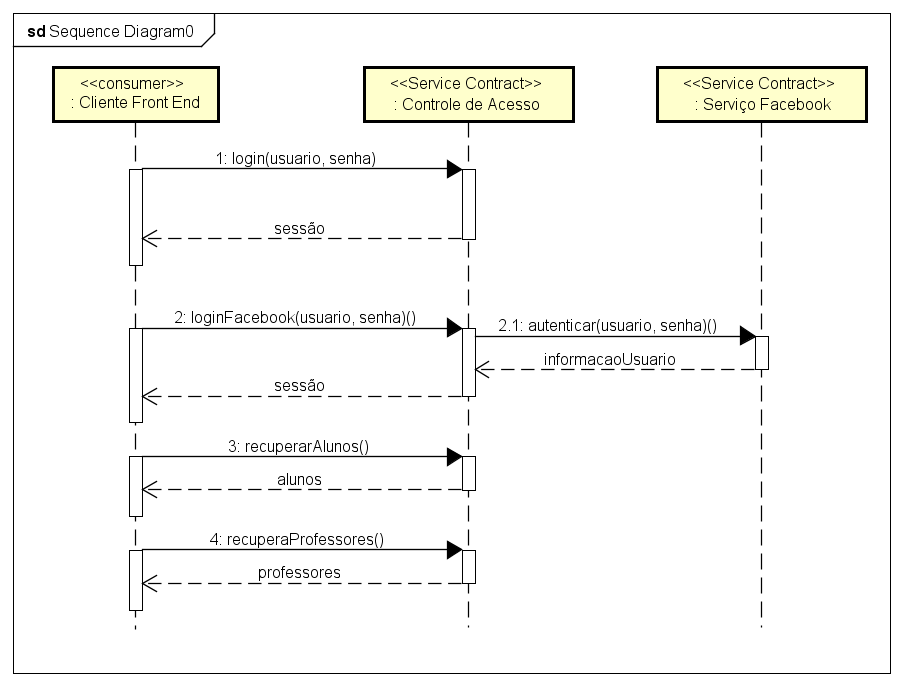 sd Sequence Diagram0
<<consumer>>
: Cliente Front End
<<Service Contract>>
: Controle de Acesso
<<Service Contract>>
: Serviço Facebook
1: login(usuario, senha)
sessão
2: loginFacebook(usuario, senha)()
2.1: autenticar(usuario, senha)()
informacaoUsuario
sessão
3: recuperarAlunos()
alunos
4: recuperaProfessores()
professores